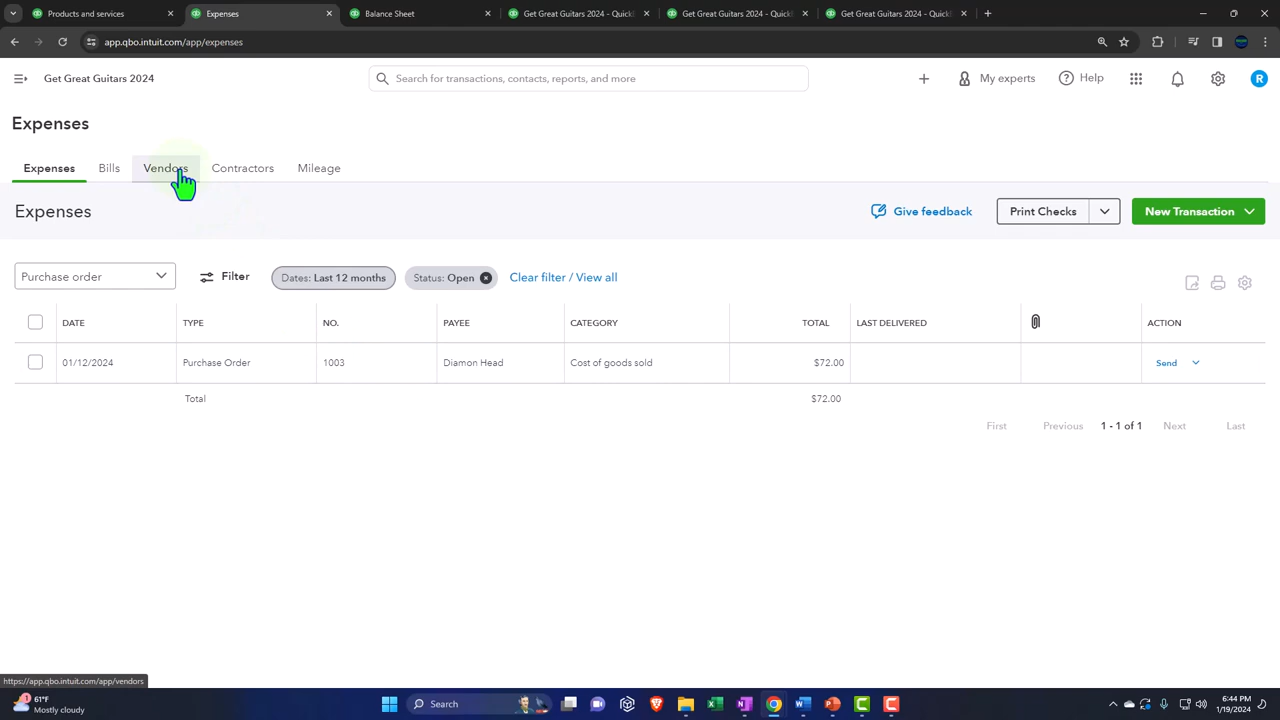 Products and services
Expenses
Balance Sheet
Get Great Guitars 2024 – Quick
Get Great Guitars 2024 – Quick
Get Great Guitars 2024 – Quick
app.qbo.intuit.com/app/expenses
Get Great Guitars 2024
Search for transactions, contacts, reports, and more
My experts
Help
R
Expenses
Expenses
Bills
Vendors
Contractors
Mileage
Expenses
Give feedback
Print Checks
New Transaction
Purchase order
Filter
Dates: Last 12 months
Status: Open
Clear filter / View all
DATE TYPE NO. PAYEE CATEGORY TOTAL LAST DELIVERED ACTION
01/12/2024 Purchase Order 1003 Diamon Head Cost of goods sold $72.00 Send
Total $72.00
First Previous 1 - 1 of 1 Next Last
https://app.qbo.intuit.com/app/vendors
1
61°F
Mostly cloudy
Search
6:44 PM
1/19/2024